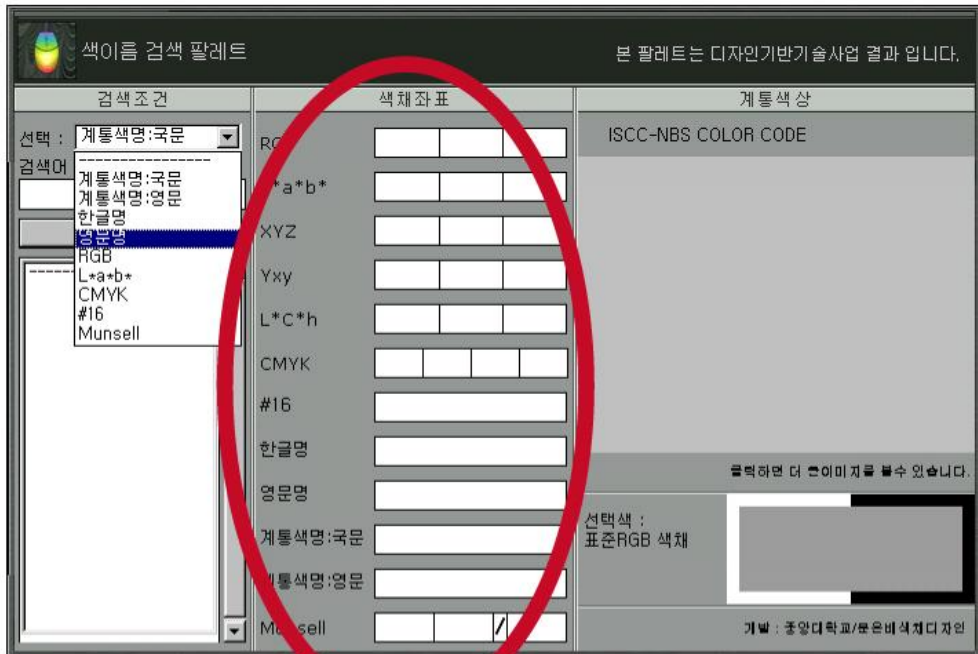 색이름 검색 팔레트
본 팔레트는 디자인기반기술사업 결과 입니다.
검색조건
색채좌표
계통색상
선택 : 계통색명:국문
검색어
----------------
계통색명:국문
계통색명:영문
한글명
영문명
RGB
L*a*b*
CMYK
#16
Munsell
*a*b*
XYZ
Yxy
L*C*h
CMYK
#16
한글명
영문명
계통색명:국문
계통색명:영문
Munsell
/
ISCC-NBS COLOR CODE
클릭하면 더 큰이미지를 볼수 있습니다.
선택색 :
표준RGB 색채
개발 : 중앙대학교/문은배색채디자인